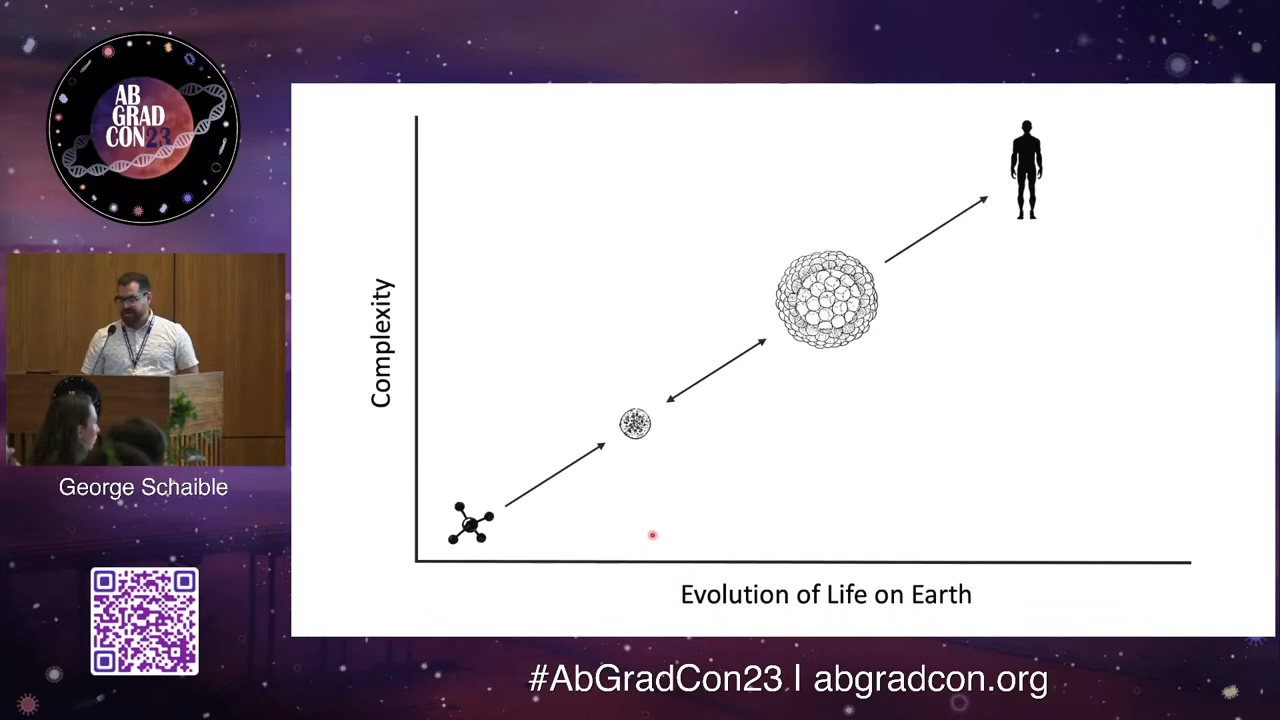 AB
GRAD
CON23
Complexity
Evolution of Life on Earth
George Schaible
#AbGradCon23 | abgradcon.org